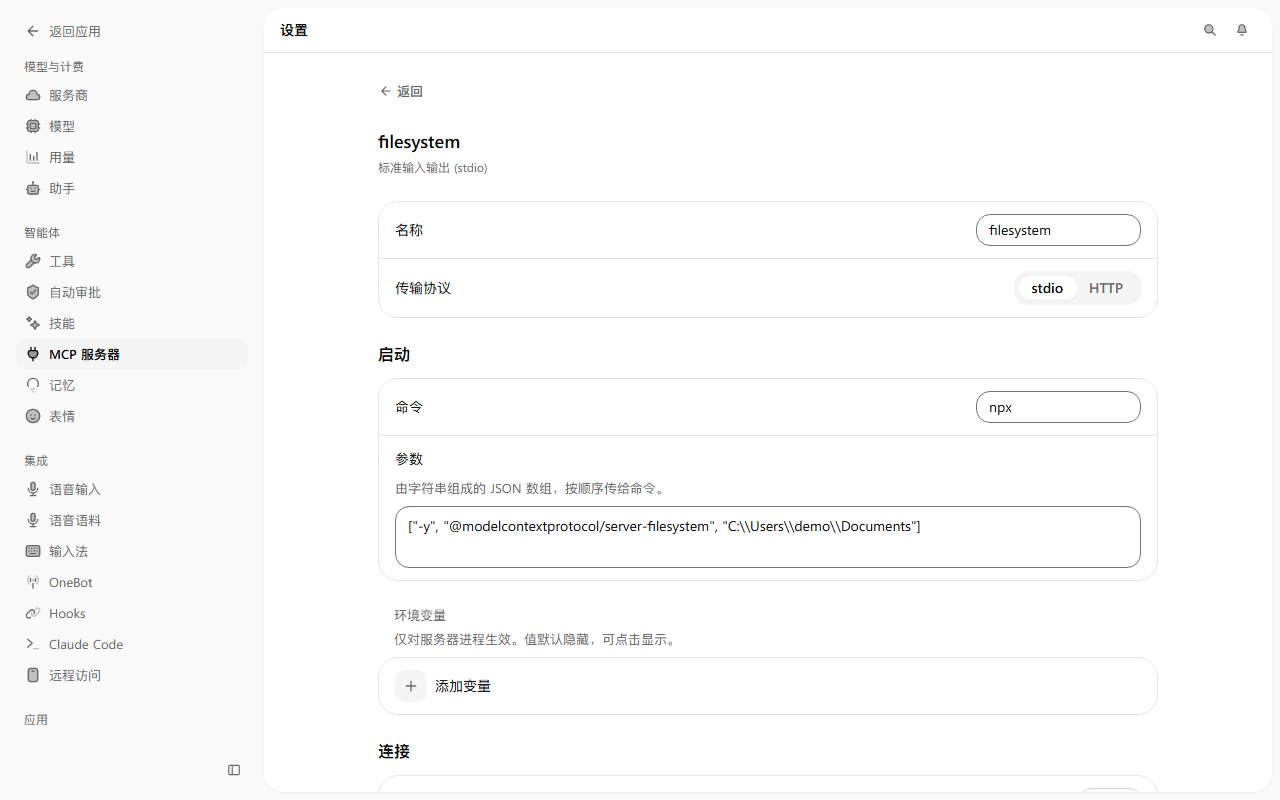 返回应用
模型与计费
服务商
模型
用量
助手
智能体
工具
自动审批
技能
MCP 服务器
记忆
表情
集成
语音输入
语音语料
输入法
OneBot
Hooks
Claude Code
远程访问
应用
设置
返回
filesystem
标准输入输出 (stdio)
名称
filesystem
传输协议
stdio HTTP
启动
命令
npx
参数
由字符串组成的 JSON 数组，按顺序传给命令。
["-y", "@modelcontextprotocol/server-filesystem", "C:\\Users\\demo\\Documents"]
环境变量
仅对服务器进程生效。值默认隐藏，可点击显示。
添加变量
连接